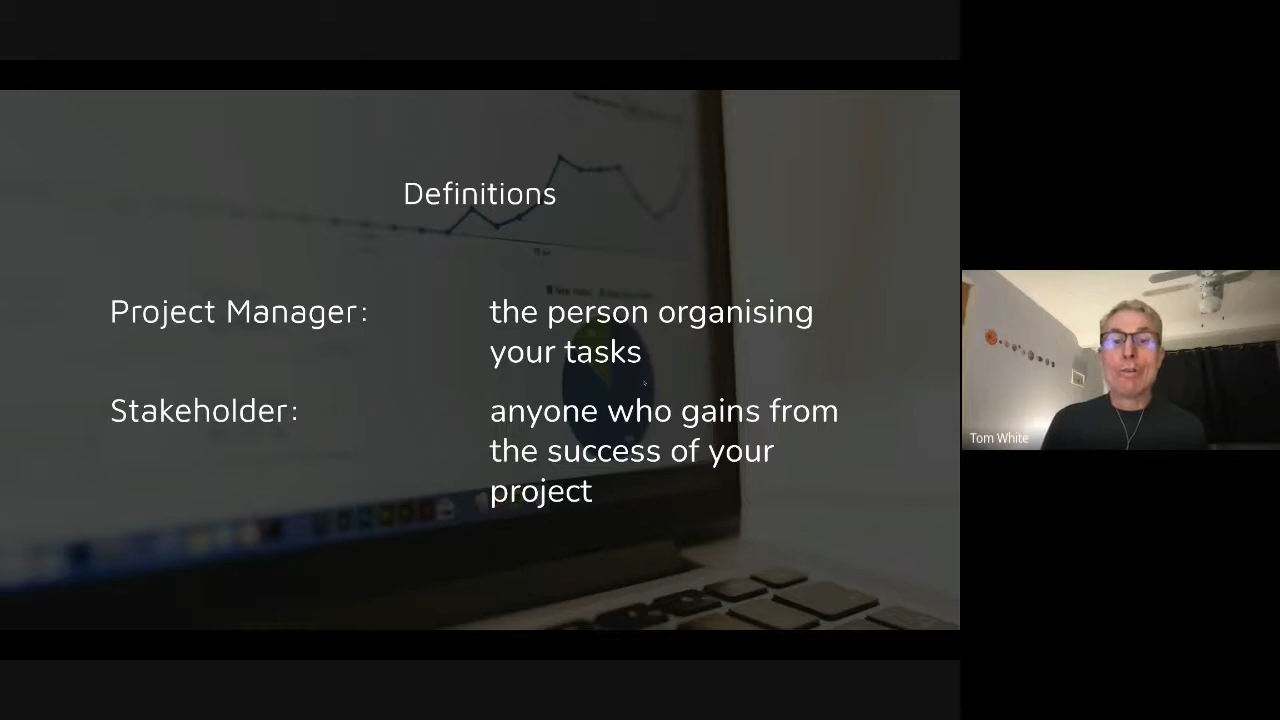 Definitions
Project Manager:
the person organising
your tasks
Stakeholder:
anyone who gains from
the success of your
project
Tom White